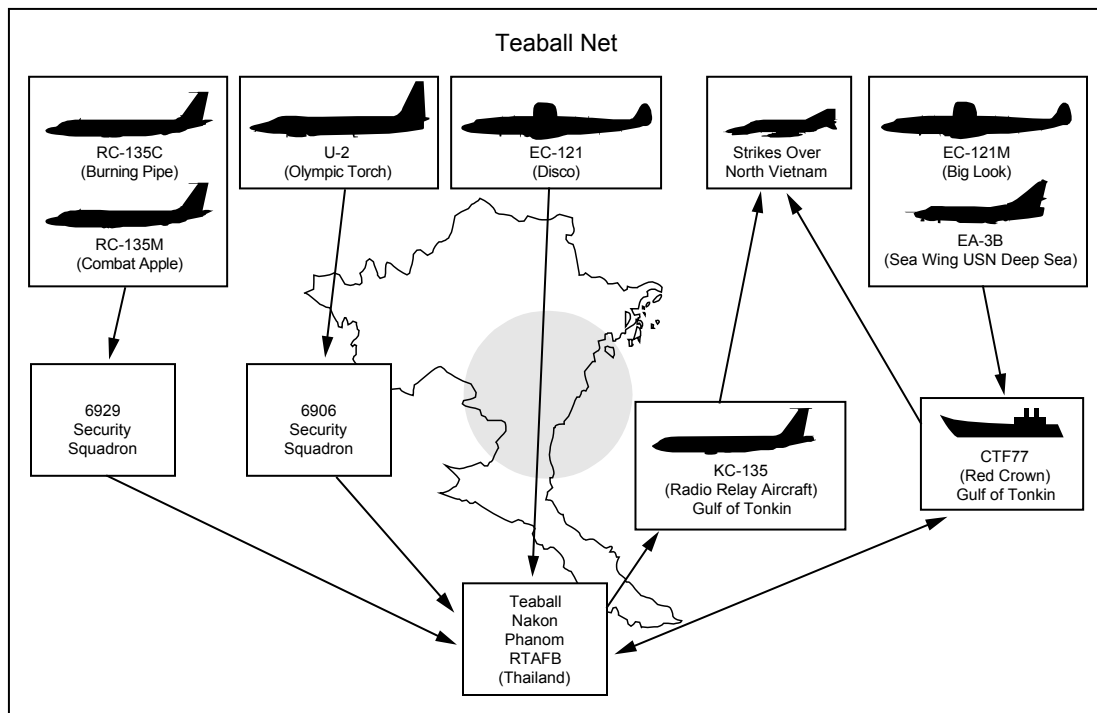 Teaball Net
RC-135C
(Burning Pipe)
RC-135M
(Combat Apple)
U-2
(Olympic Torch)
EC-121
(Disco)
Strikes Over
North Vietnam
EC-121M
(Big Look)
EA-3B
(Sea Wing USN Deep Sea)
6929
Security
Squadron
6906
Security
Squadron
KC-135
(Radio Relay Aircraft)
Gulf of Tonkin
CTF77
(Red Crown)
Gulf of Tonkin
Teaball
Nakon
Phanom
RTAFB
(Thailand)